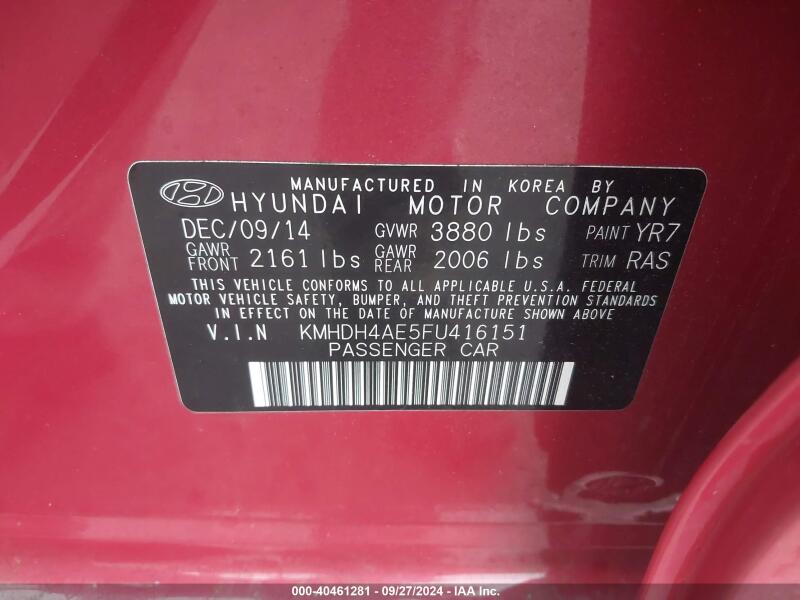 MANUFACTURED IN KOREA BY
HYUNDAI MOTOR COMPANY
DEC/09/14 GVWR 3880 lbs PAINT YR7
GAWR FRONT 2161 lbs GAWR REAR 2006 lbs TRIM RAS
THIS VEHICLE CONFORMS TO ALL APPLICABLE U.S.A. FEDERAL
MOTOR VEHICLE SAFETY, BUMPER, AND THEFT PREVENTION STANDARDS
IN EFFECT ON THE DATE OF MANUFACTURE SHOWN ABOVE
V.I.N KMHDH4AE5FU416151
PASSENGER CAR
000-40461281 - 09/27/2024 - IAA Inc.